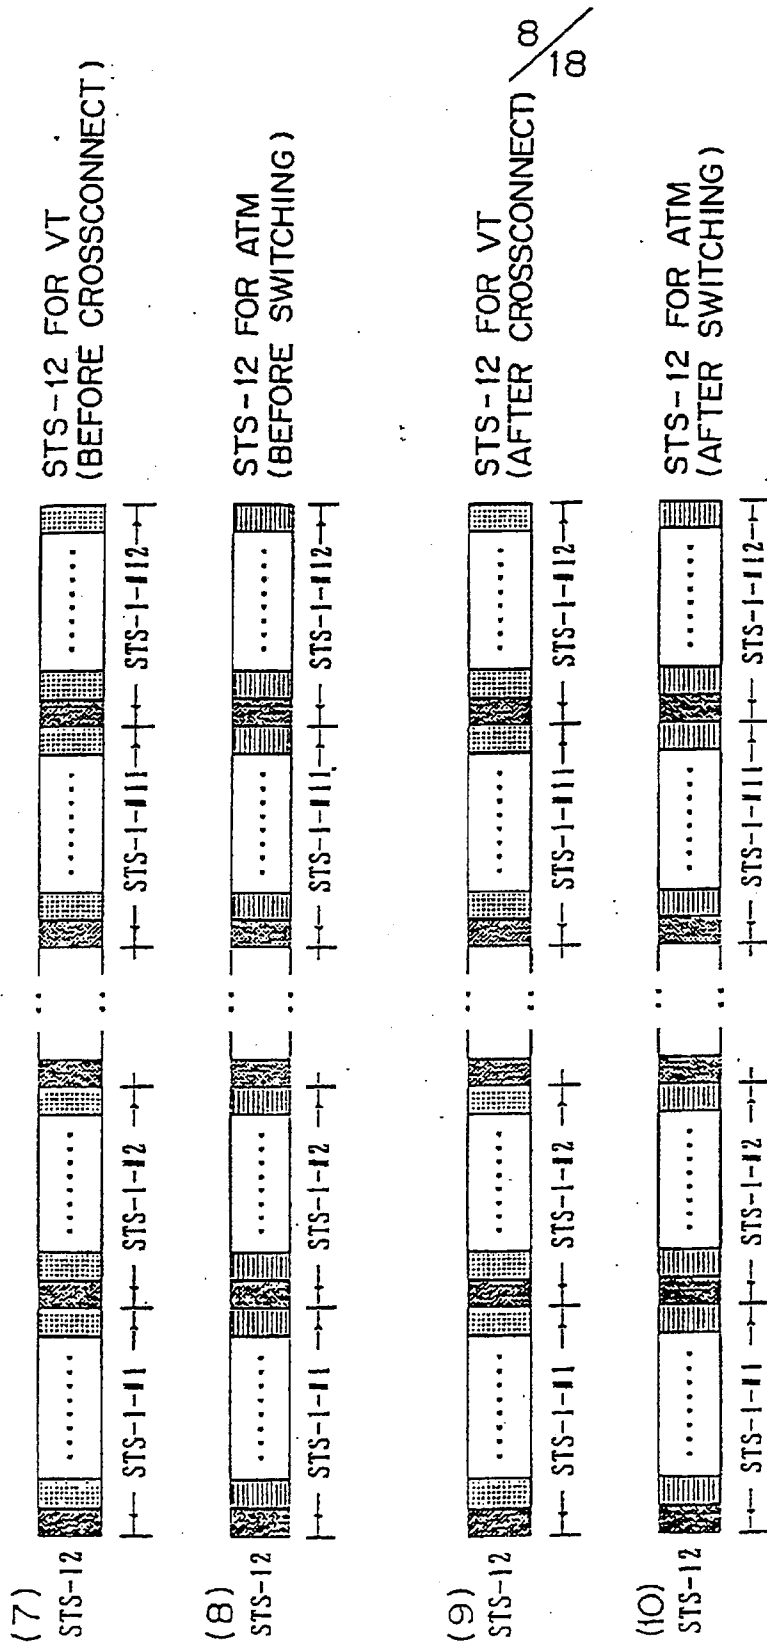 8/18
(7)
STS-12
STS-12 FOR VT
(BEFORE CROSSCONNECT)
STS-1-#1 STS-1-#2 STS-1-#11 STS-1-#12
(8)
STS-12
STS-12 FOR ATM
(BEFORE SWITCHING)
STS-1-#1 STS-1-#2 STS-1-#11 STS-1-#12
(9)
STS-12
STS-12 FOR VT
(AFTER CROSSCONNECT)
STS-1-#1 STS-1-#2 STS-1-#11 STS-1-#12
(10)
STS-12
STS-12 FOR ATM
(AFTER SWITCHING)
STS-1-#1 STS-1-#2 STS-1-#11 STS-1-#12